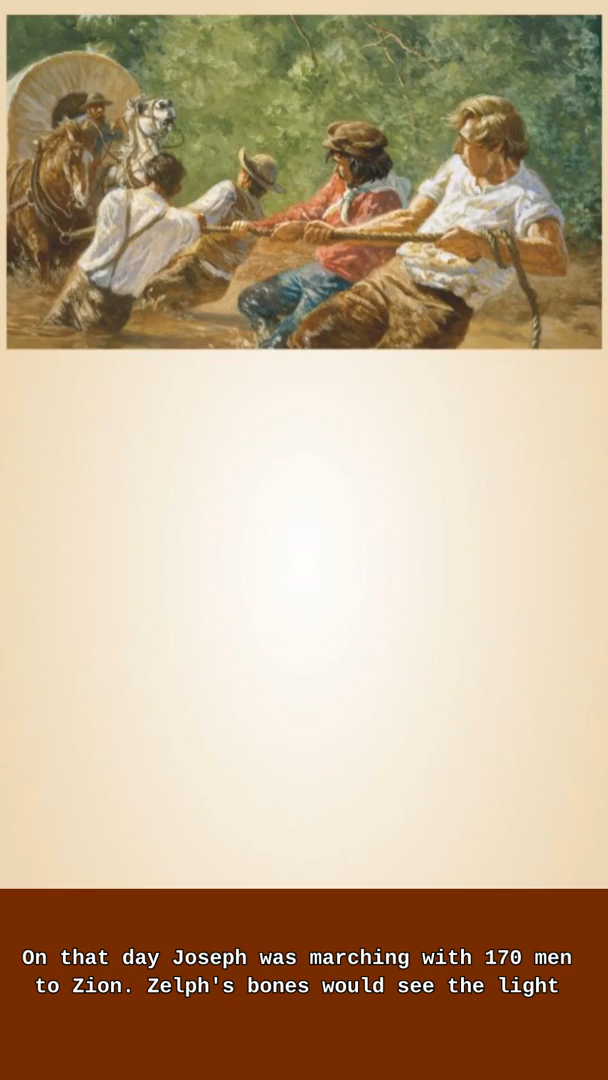 On that day Joseph was marching with 170 men
to Zion. Zelph's bones would see the light